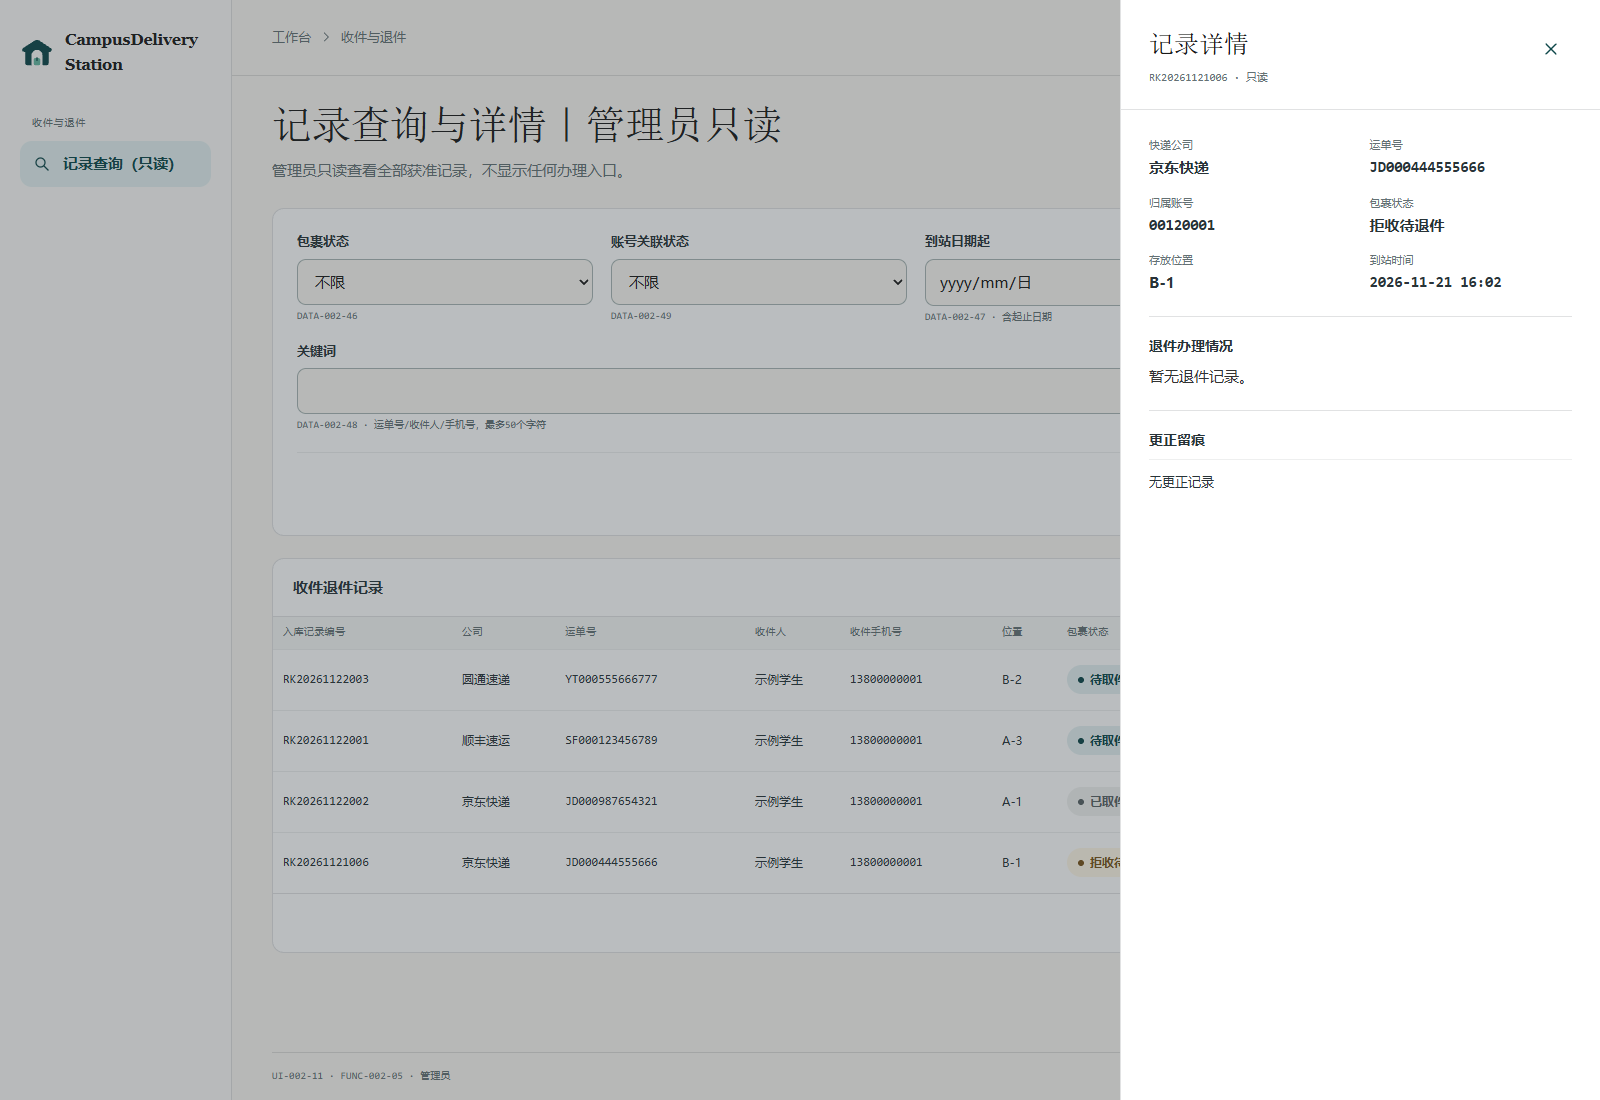 CampusDelivery
Station
收件与退件
记录查询（只读）
工作台 > 收件与退件
记录查询与详情｜管理员只读
管理员只读查看全部获准记录，不显示任何办理入口。
包裹状态
账号关联状态
到站日期起
不限
不限
yyyy/mm/日
DATA-002-46
DATA-002-49
DATA-002-47 · 含起止日期
关键词
DATA-002-48 · 运单号/收件人/手机号，最多50个字符
收件退件记录
入库记录编号 公司 运单号 收件人 收件手机号 位置 包裹状态
RK20261122003 圆通速递 YT000555666777 示例学生 13800000001 B-2 待取
RK20261122001 顺丰速运 SF000123456789 示例学生 13800000001 A-3 待取
RK20261122002 京东快递 JD000987654321 示例学生 13800000001 A-1 已取
RK20261121006 京东快递 JD000444555666 示例学生 13800000001 B-1 拒收
UI-002-11 · FUNC-002-05 · 管理员
记录详情
RK20261121006 · 只读
快递公司
运单号
京东快递
JD000444555666
归属账号
包裹状态
00120001
拒收待退件
存放位置
到站时间
B-1
2026-11-21 16:02
退件办理情况
暂无退件记录。
更正留痕
无更正记录